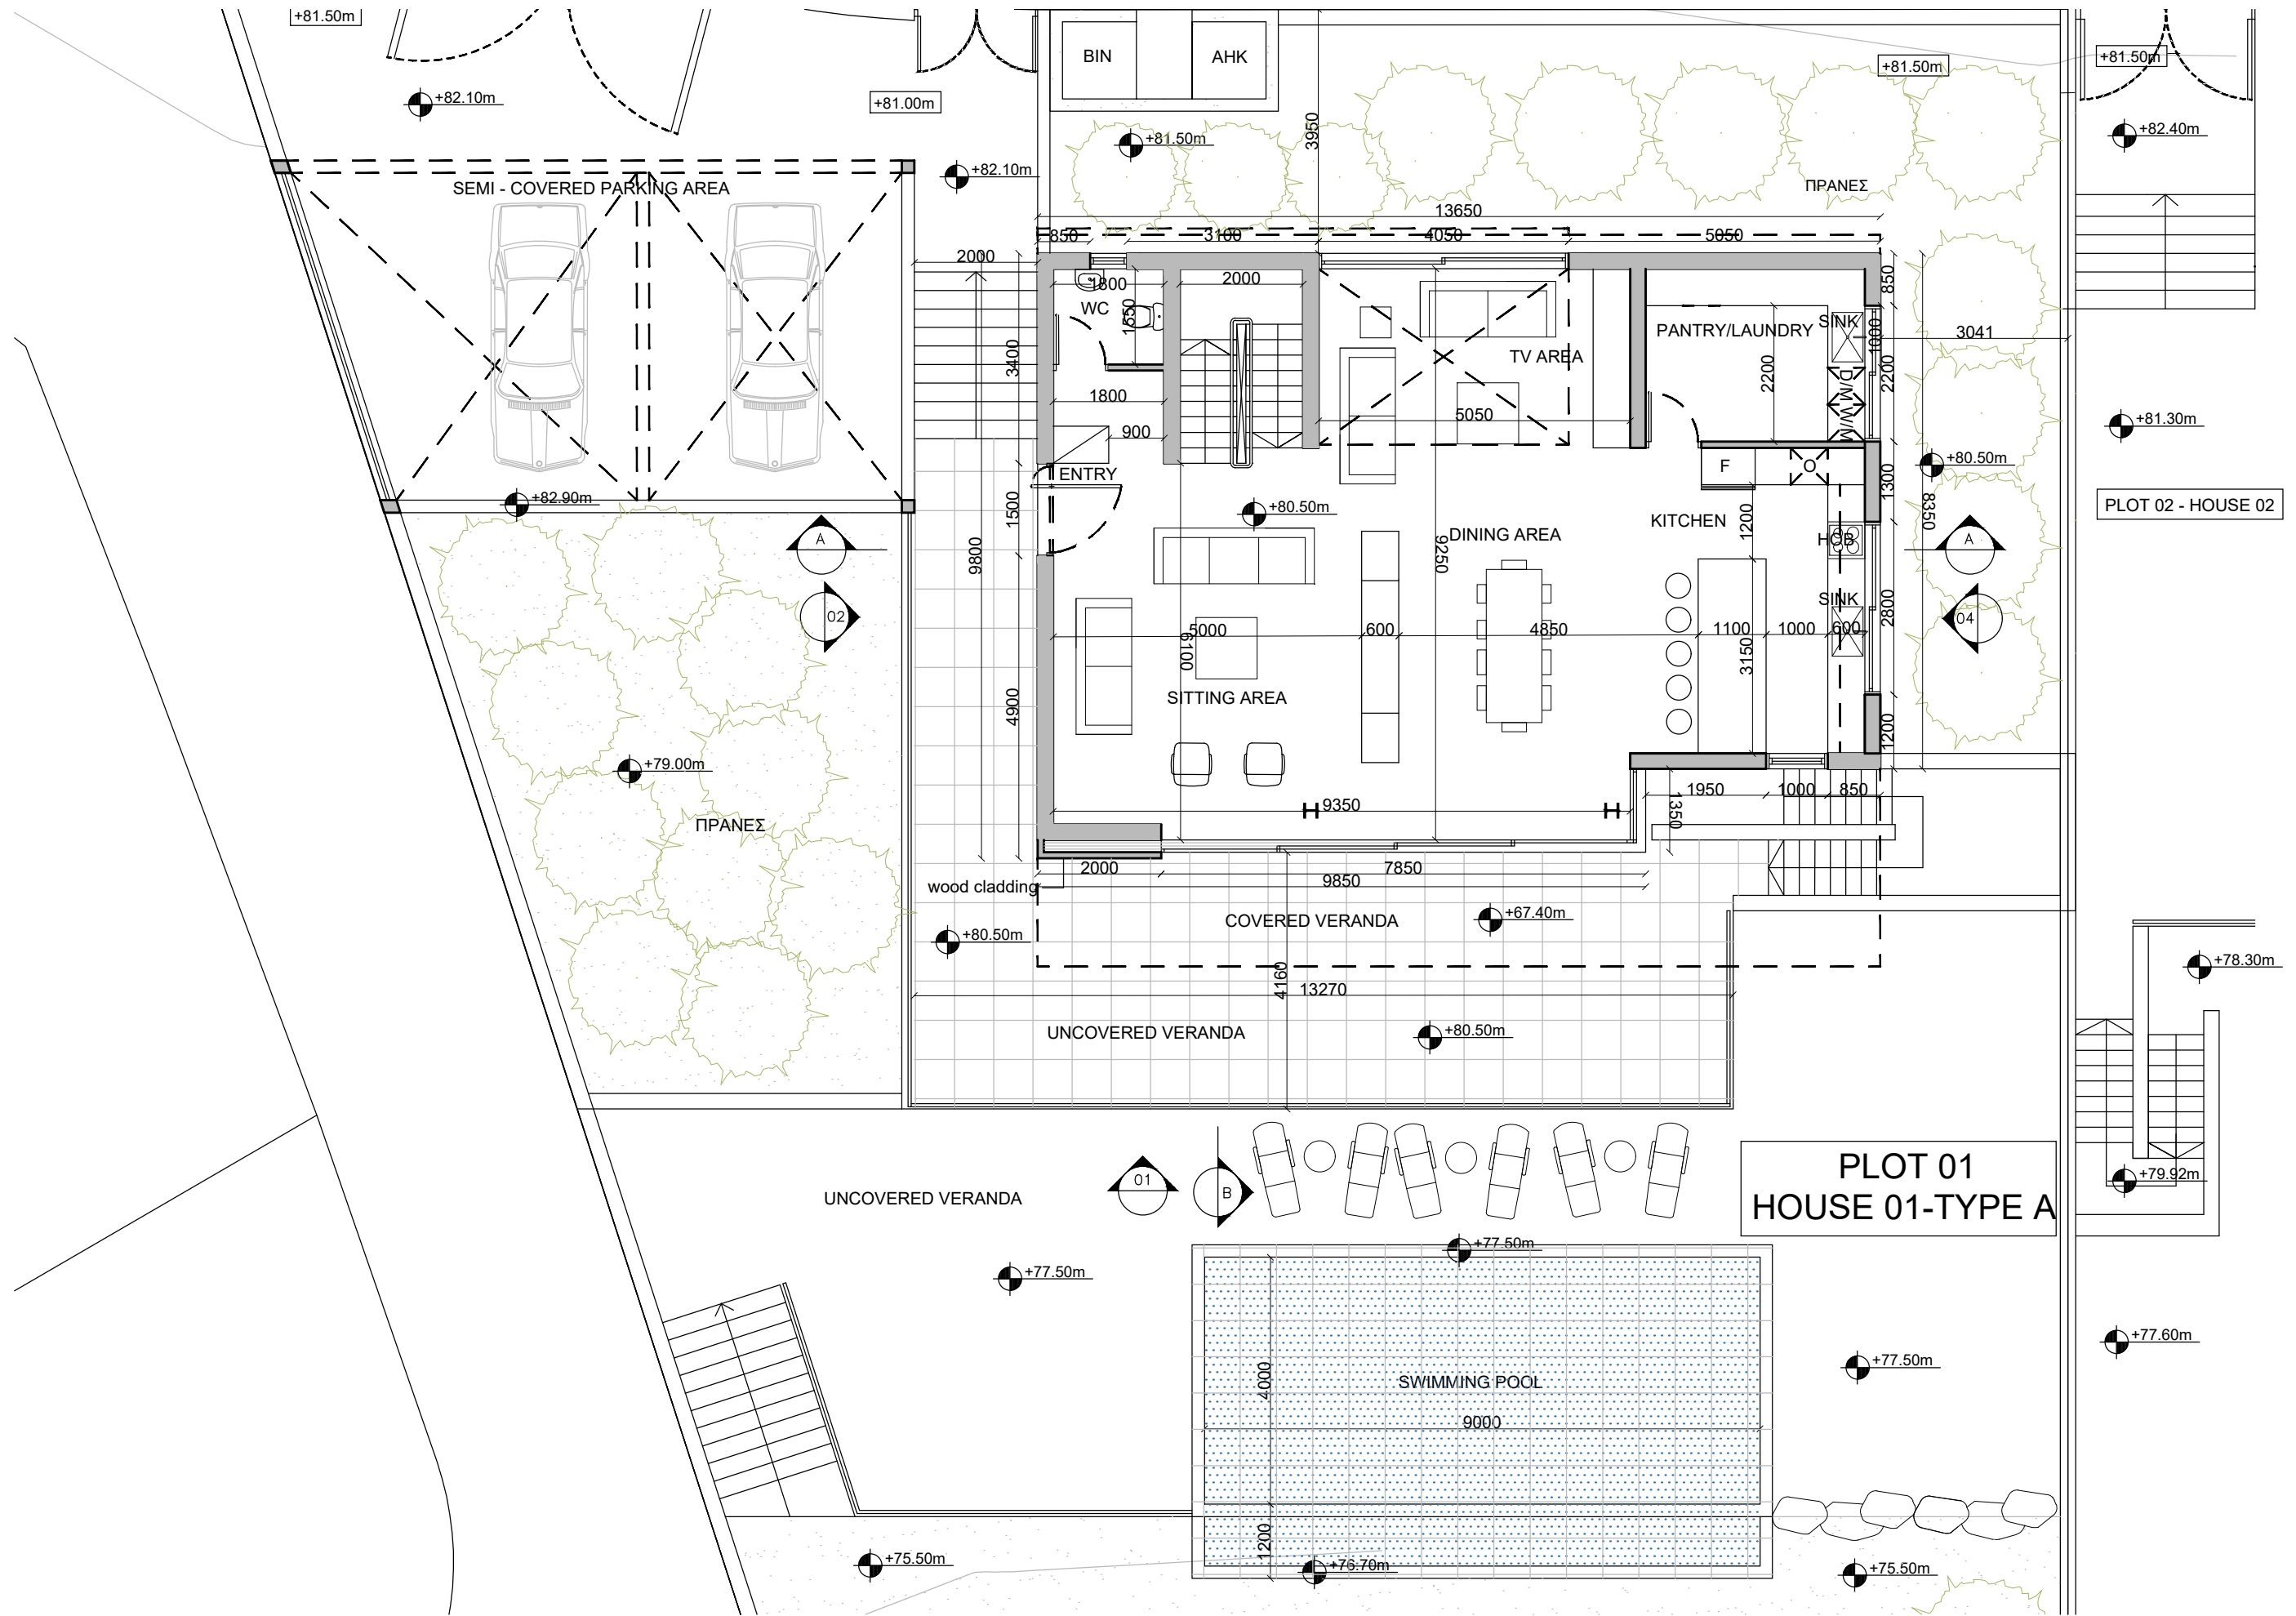 +81.50m
BIN
AHK
+81.50m
+81.50m
+82.10m
+81.00m
+81.50m
+82.40m
3950
+82.10m
SEMI - COVERED PARKING AREA
ΠΡΑΝΕΣ
13650
850
3100
4050
5050
2000
1800
2000
850
WC
1550
PANTRY/LAUNDRY
SINK
1000
3041
TV AREA
3400
2200
2200
D/M W/M
1800
5050
900
+81.30m
ENTRY
F
O
+80.50m
1300
+82.90m
+80.50m
1500
8350
PLOT 02 - HOUSE 02
A
DINING AREA
KITCHEN
1200
HOB
A
9800
9250
02
SINK
04
5000
600
4850
1100
1000
600
2800
6100
3150
SITTING AREA
4900
1200
+79.00m
ΠΡΑΝΕΣ
9350
1350
1950
1000
850
2000
7850
wood cladding
9850
COVERED VERANDA
+67.40m
+80.50m
+78.30m
4160
13270
UNCOVERED VERANDA
+80.50m
PLOT 01
HOUSE 01-TYPE A
01
B
+79.92m
UNCOVERED VERANDA
+77.50m
+77.50m
+77.60m
+77.50m
4000
SWIMMING POOL
9000
1200
+75.50m
+76.70m
+75.50m